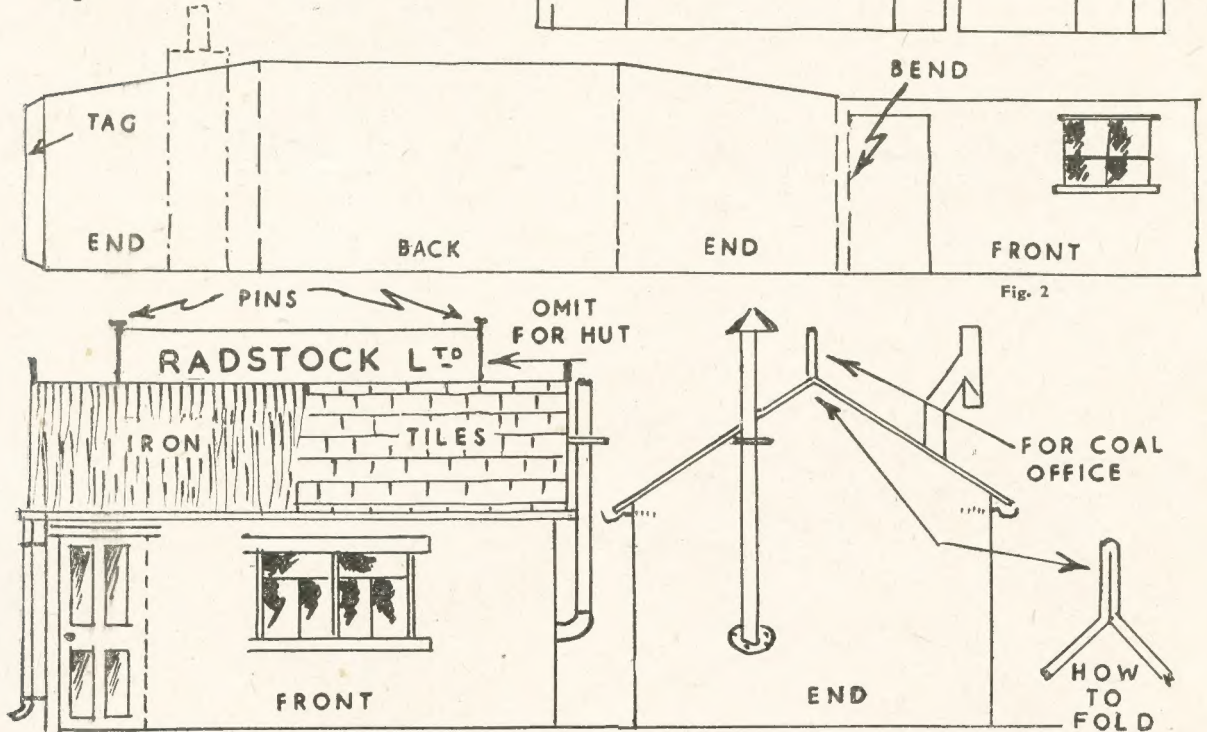 BEND
TAG
END
BACK
END
FRONT
Fig. 2
PINS
OMIT
FOR HUT
RADSTOCK LTD
IRON
TILES
FOR COAL
OFFICE
FRONT
END
HOW
TO
FOLD